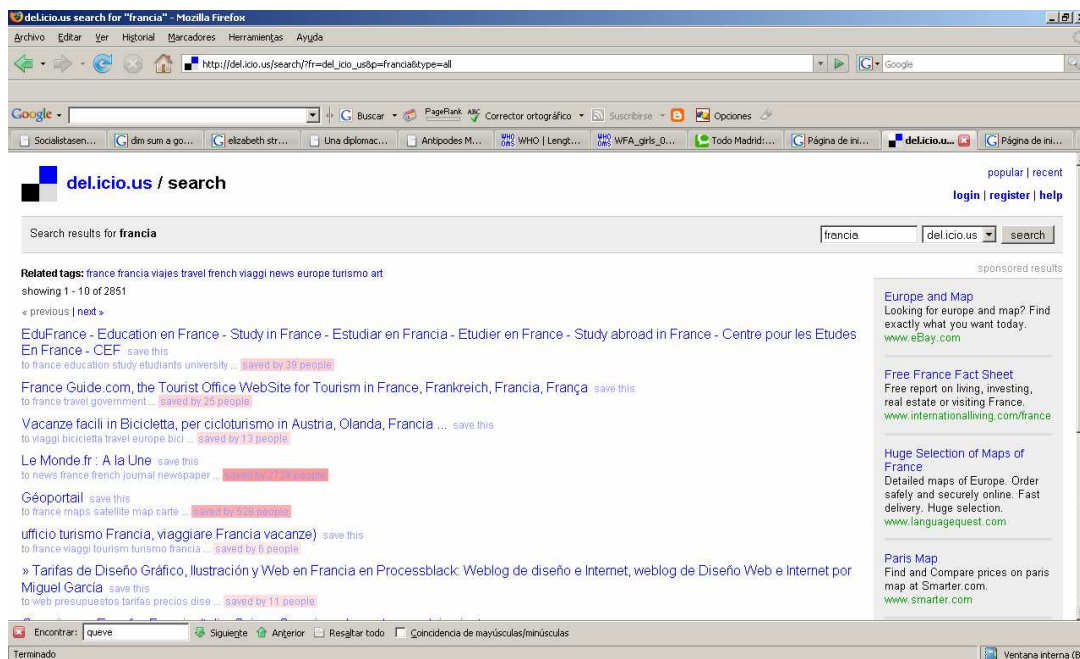 del.icio.us search for "francia" - Mozilla Firefox
Archivo Editar Ver Historial Marcadores Herramientas Ayuda
http://del.icio.us/search/?fr=del_icio_us&p=francia&type=all
Google
Google Buscar PageRank Corrector ortográfico Suscribirse Opciones
Socialistasen... dim sum a go... elizabeth str... Una diplomac... Antipodes M... WHO | Lengt... WFA_girls_0... Todo Madrid:... Página de ini... del.icio.u... Página de ini...
del.icio.us / search
popular | recent
login | register | help
Search results for francia
francia del.icio.us search
sponsored results
Related tags: france francia viajes travel french viaggi news europe turismo art
showing 1 - 10 of 2851
« previous | next »
EduFrance - Education en France - Study in France - Estudiar en Francia - Etudier en France - Study abroad in France - Centre pour les Etudes
En France - CEF save this
to france education study etudiants university ... saved by 39 people
France Guide.com, the Tourist Office WebSite for Tourism in France, Frankreich, Francia, França save this
to france travel government ... saved by 25 people
Vacanze facili in Bicicletta, per cicloturismo in Austria, Olanda, Francia ... save this
to viaggi bicicletta travel europe bici ... saved by 13 people
Le Monde.fr : A la Une save this
to news france french journal newspaper ... saved by 2734 people
Géoportail save this
to france maps satellite map carte ... saved by 528 people
ufficio turismo Francia, viaggiare Francia vacanze) save this
to france viaggi tourism turismo francia ... saved by 6 people
» Tarifas de Diseño Gráfico, Ilustración y Web en Francia en Processblack: Weblog de diseño e Internet, weblog de Diseño Web e Internet por
Miguel García save this
to web presupuestos tarifas precios dise ... saved by 11 people
Europe and Map
Looking for europe and map? Find
exactly what you want today.
www.eBay.com
Free France Fact Sheet
Free report on living, investing,
real estate or visiting France.
www.internationalliving.com/france
Huge Selection of Maps of
France
Detailed maps of Europe. Order
safely and securely online. Fast
delivery. Huge selection.
www.languagequest.com
Paris Map
Find and Compare prices on paris
map at Smarter.com.
www.smarter.com
Encontrar: queve Siguiente Anterior Resaltar todo Coincidencia de mayúsculas/minúsculas
Terminado
Ventana interna (B